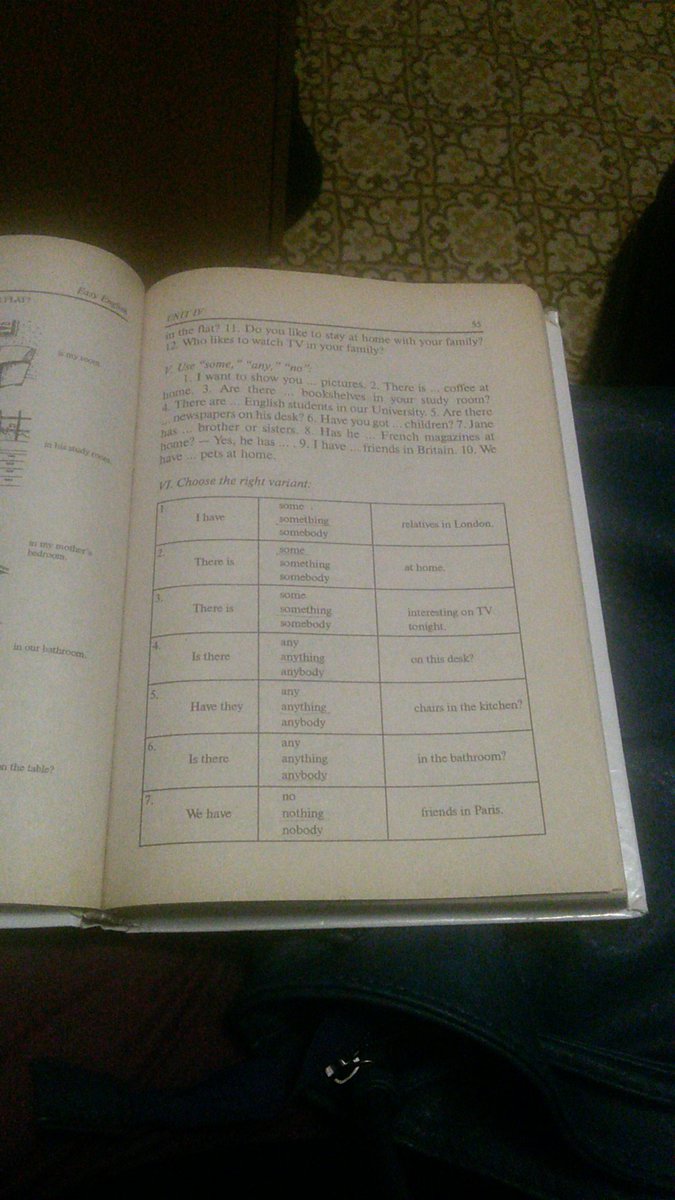 FLAT?
Easy English
is my room.
in his study room.
in my mother's
bedroom.
in our bathroom.
on the table?
UNIT IV
55
in the flat? 11. Do you like to stay at home with your family?
12. Who likes to watch TV in your family?
V. Use "some," "any," "no":
1. I want to show you ... pictures. 2. There is ... coffee at
home. 3. Are there ... bookshelves in your study room?
4. There are ... English students in our University. 5. Are there
... newspapers on his desk? 6. Have you got ... children? 7. Jane
has ... brother or sisters. 8. Has he ... French magazines at
home? — Yes, he has ... . 9. I have ... friends in Britain. 10. We
have ... pets at home.
VI. Choose the right variant:
1.
I have
some
something
somebody
relatives in London.
2.
There is
some
something
somebody
at home.
3.
There is
some
something
somebody
interesting on TV
tonight.
4.
Is there
any
anything
anybody
on this desk?
5.
Have they
any
anything
anybody
chairs in the kitchen?
6.
Is there
any
anything
anybody
in the bathroom?
7.
We have
no
nothing
nobody
friends in Paris.